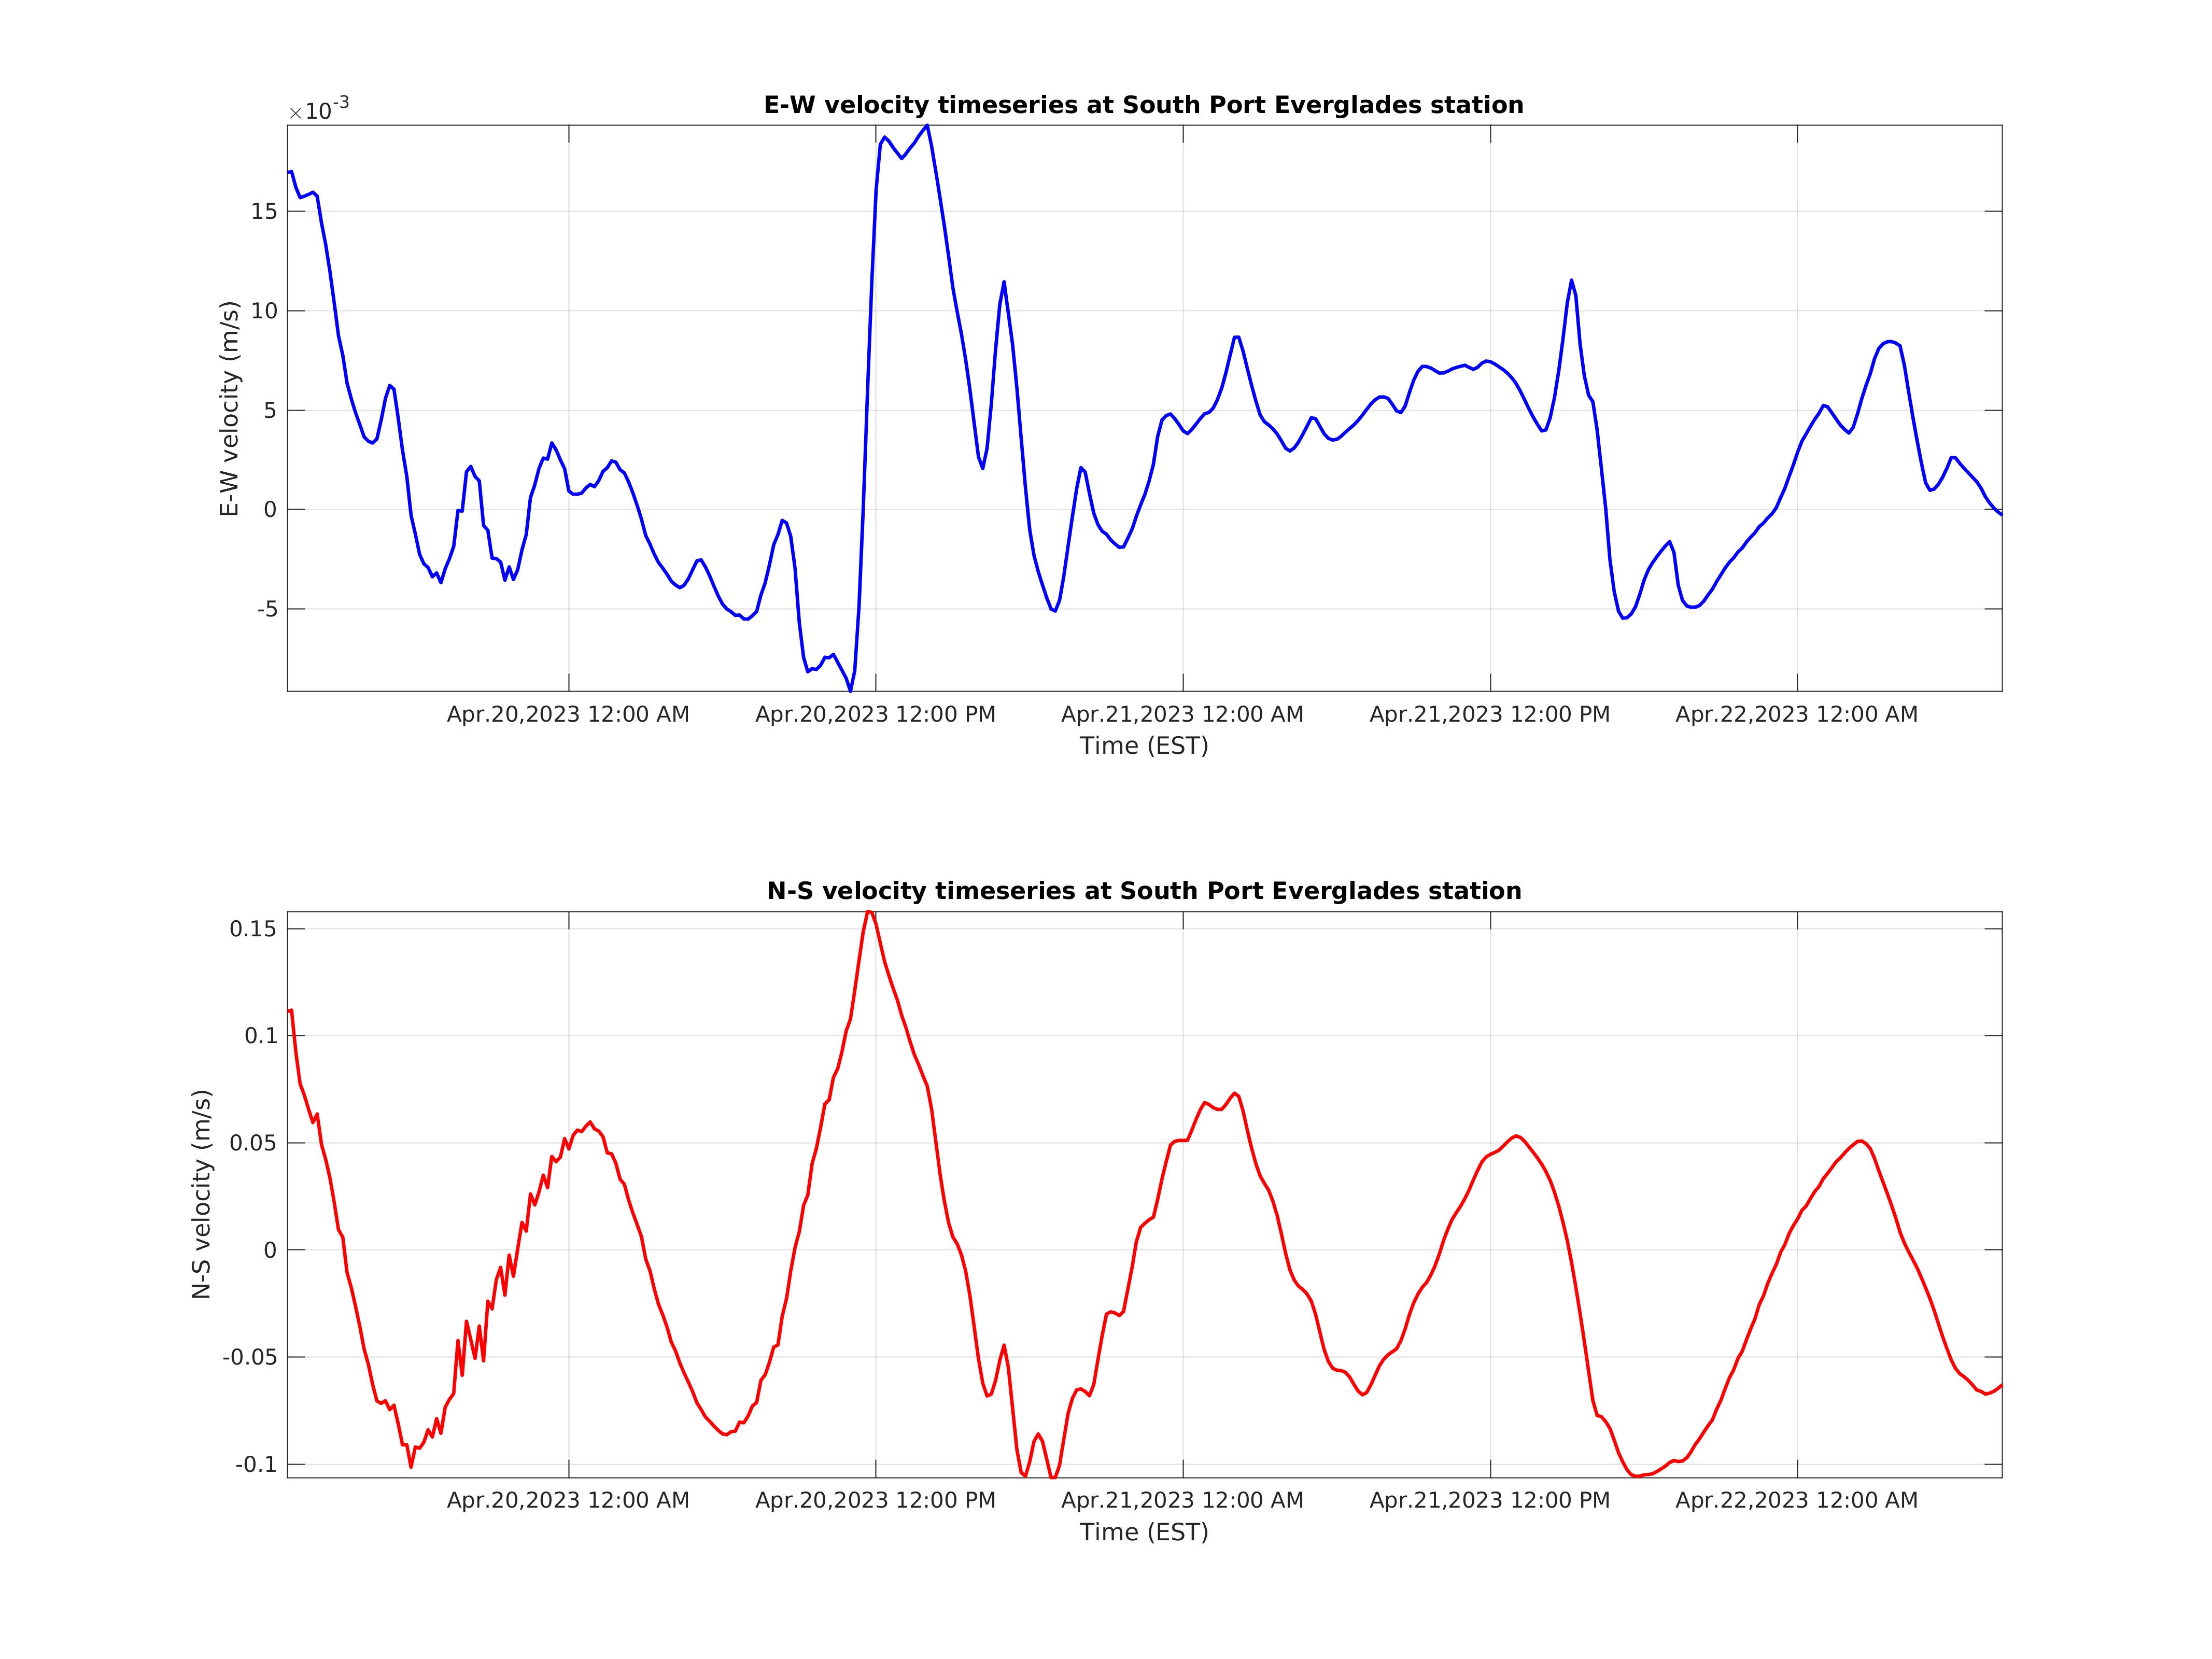 E-W velocity timeseries at South Port Everglades station
×10-3
E-W velocity (m/s)
15
10
5
0
-5
Apr.20,2023 12:00 AM Apr.20,2023 12:00 PM Apr.21,2023 12:00 AM Apr.21,2023 12:00 PM Apr.22,2023 12:00 AM
Time (EST)
N-S velocity timeseries at South Port Everglades station
N-S velocity (m/s)
0.15
0.1
0.05
0
-0.05
-0.1
Apr.20,2023 12:00 AM Apr.20,2023 12:00 PM Apr.21,2023 12:00 AM Apr.21,2023 12:00 PM Apr.22,2023 12:00 AM
Time (EST)